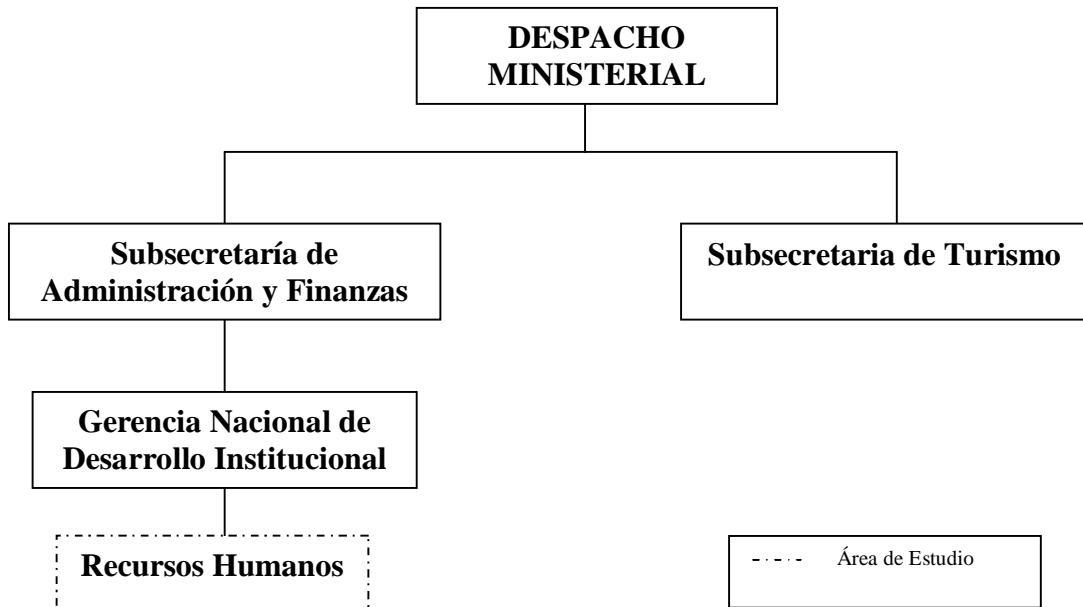 DESPACHO
MINISTERIAL
Subsecretaría de
Administración y Finanzas
Subsecretaria de Turismo
Gerencia Nacional de
Desarrollo Institucional
Recursos Humanos
Área de Estudio